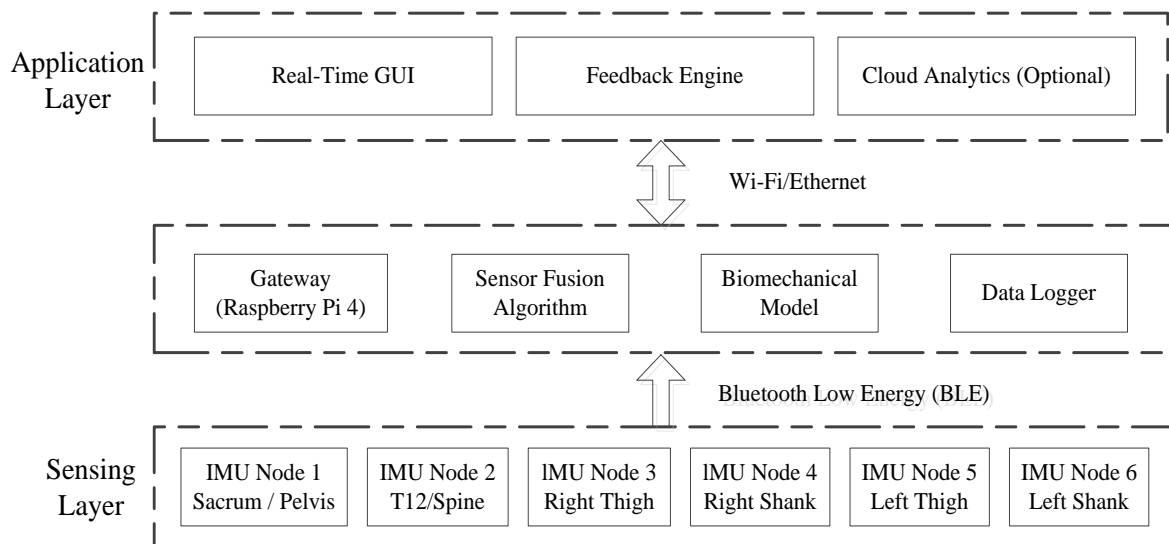 Application
Layer
Real-Time GUI
Feedback Engine
Cloud Analytics (Optional)
Wi-Fi/Ethernet
Gateway
(Raspberry Pi 4)
Sensor Fusion
Algorithm
Biomechanical
Model
Data Logger
Bluetooth Low Energy (BLE)
Sensing
Layer
IMU Node 1
Sacrum / Pelvis
IMU Node 2
T12/Spine
lMU Node 3
Right Thigh
lMU Node 4
Right Shank
IMU Node 5
Left Thigh
IMU Node 6
Left Shank